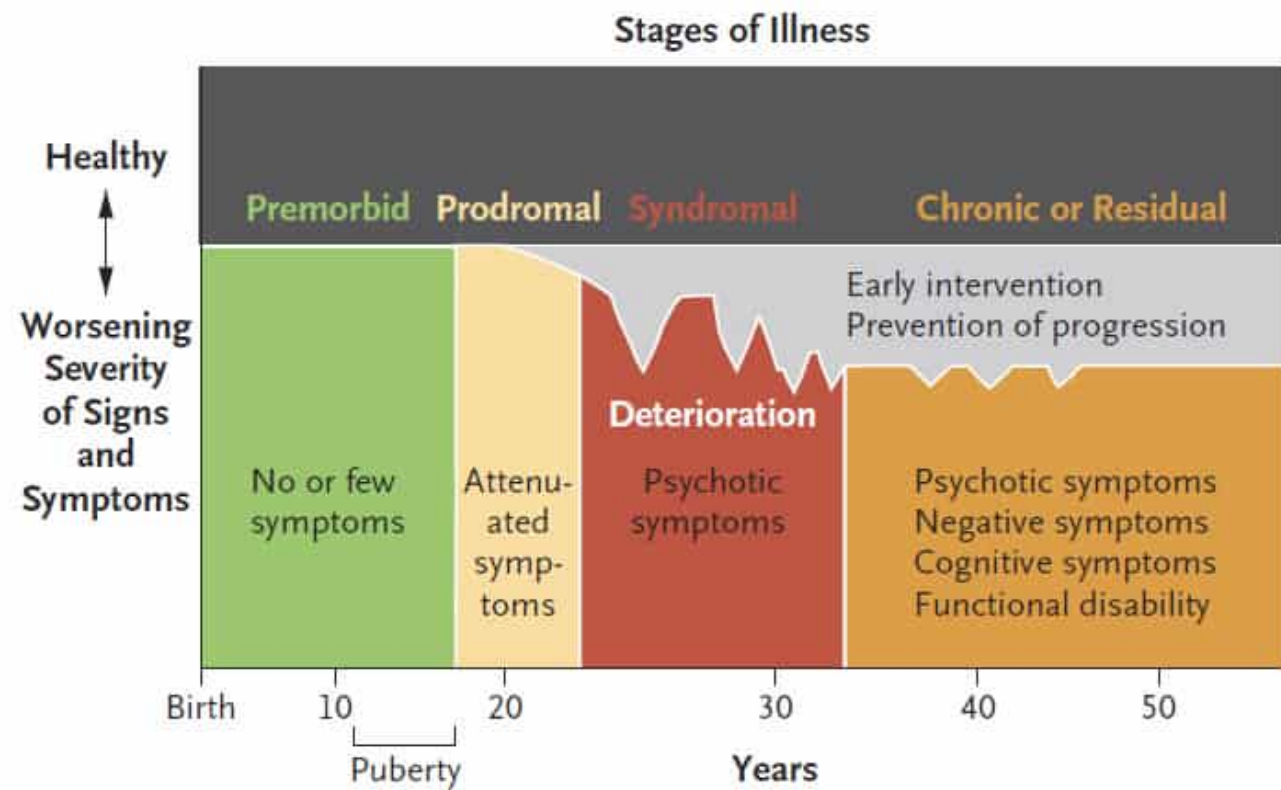 Stages of Illness
Healthy
Worsening
Severity
of Signs
and
Symptoms
Premorbid
Prodromal
Syndromal
Chronic or Residual
Early intervention
Prevention of progression
Deterioration
No or few
symptoms
Attenu-
ated
symp-
toms
Psychotic
symptoms
Psychotic symptoms
Negative symptoms
Cognitive symptoms
Functional disability
Birth
10
20
30
40
50
Puberty
Years